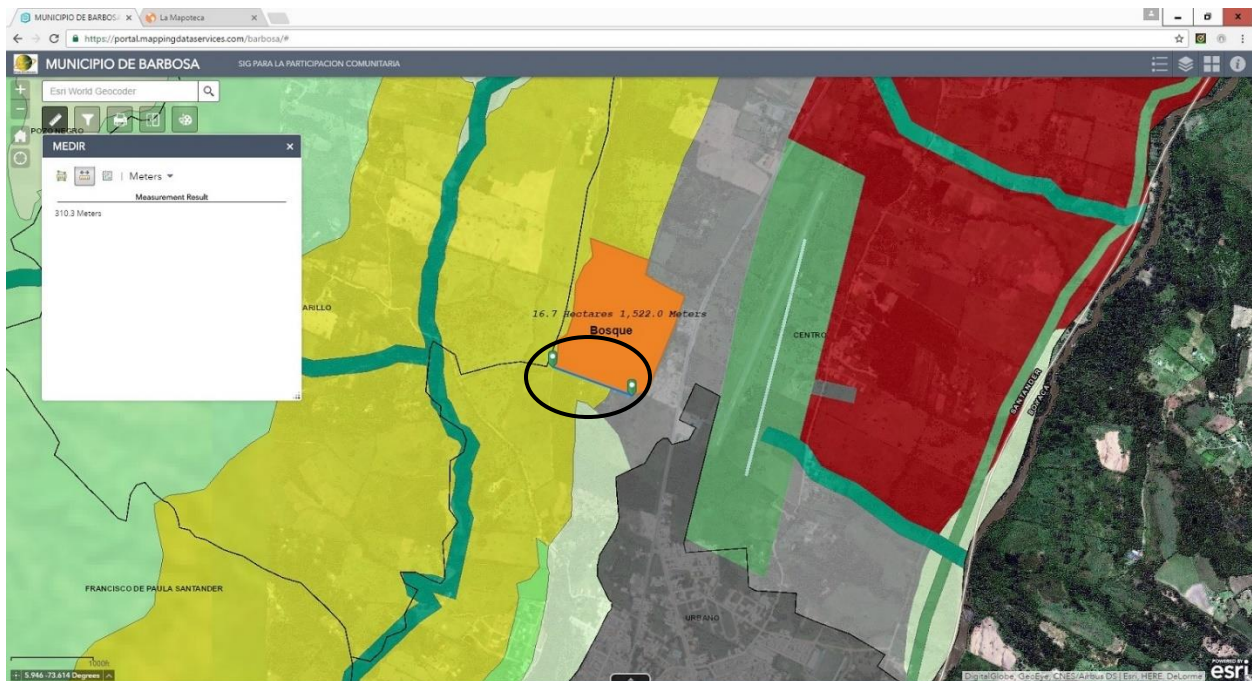 MUNICIPIO DE BARBOS
La Mapoteca
https://portal.mappingdataservices.com/barbosa/#
MUNICIPIO DE BARBOSA
SIG PARA LA PARTICIPACION COMUNITARIA
Esri World Geocoder
POZO NEGRO
MEDIR
Meters
Measurement Result
310.3 Meters
ARILLO
16.7 Hectares 1,522.0 Meters
Bosque
CENTRO
SANTANDER
BOYACA
FRANCISCO DE PAULA SANTANDER
URBANO
1000ft
5.946 -73.614 Degrees
DigitalGlobe, GeoEye, CNES/Airbus DS | Esri, HERE, DeLorme
POWERED BY
esri